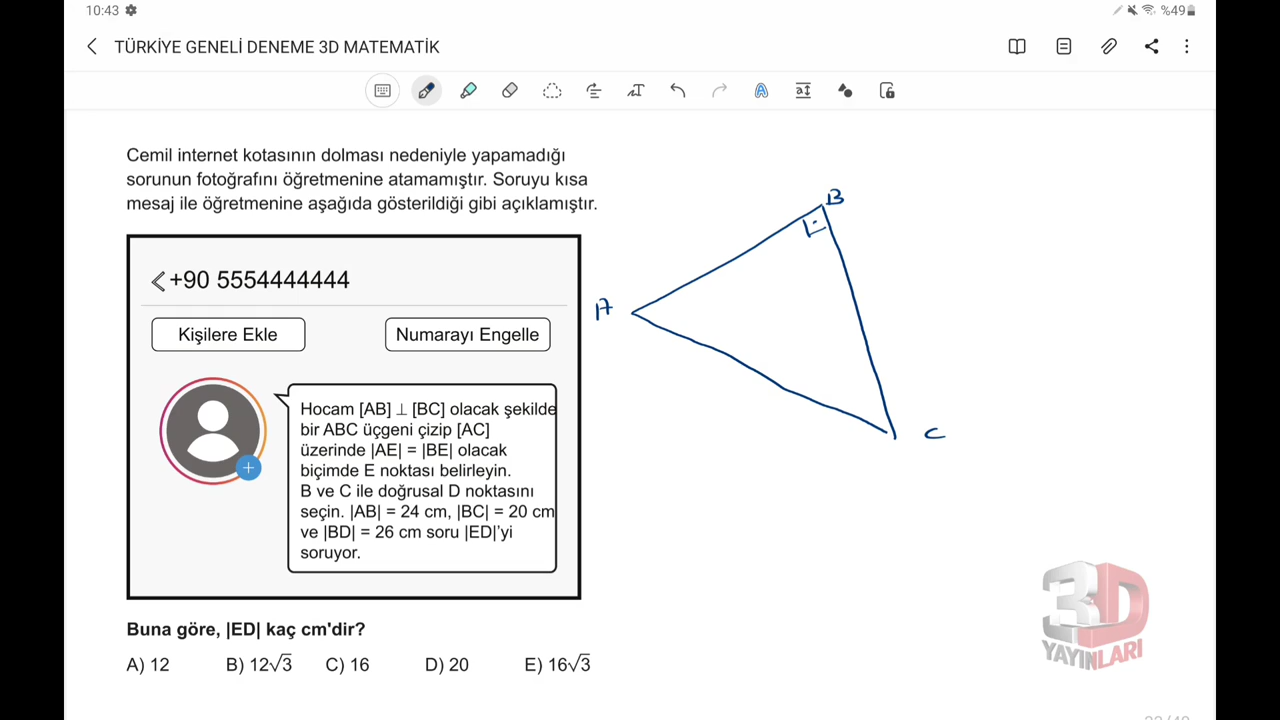 10:43
%49
TÜRKİYE GENELİ DENEME 3D MATEMATİK
Cemil internet kotasının dolması nedeniyle yapamadığı
sorunun fotoğrafını öğretmenine atamamıştır. Soruyu kısa
mesaj ile öğretmenine aşağıda gösterildiği gibi açıklamıştır.
+90 5554444444
Kişilere Ekle
Numarayı Engelle
Hocam [AB] ⊥ [BC] olacak şekilde
bir ABC üçgeni çizip [AC]
üzerinde |AE| = |BE| olacak
biçimde E noktası belirleyin.
B ve C ile doğrusal D noktasını
seçin. |AB| = 24 cm, |BC| = 20 cm
ve |BD| = 26 cm soru |ED|'yi
soruyor.
Buna göre, |ED| kaç cm'dir?
A) 12 B) 12√3 C) 16 D) 20 E) 16√3
B
A
C
3D
YAYINLARI